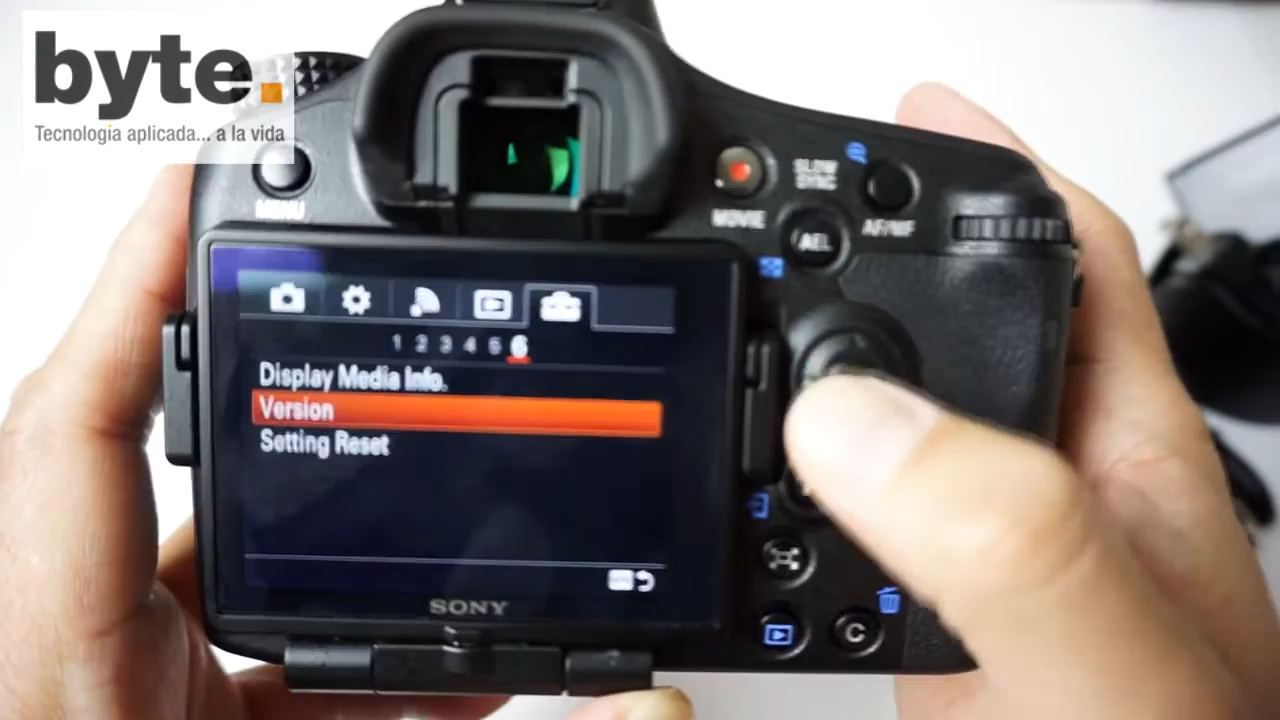 byte.
Tecnologia aplicada... a la vida
MENU
SLOW
SYNC
MOVIE
AEL
AF/MF
1 2 3 4 5 6
Display Media Info.
Version
Setting Reset
SONY
C